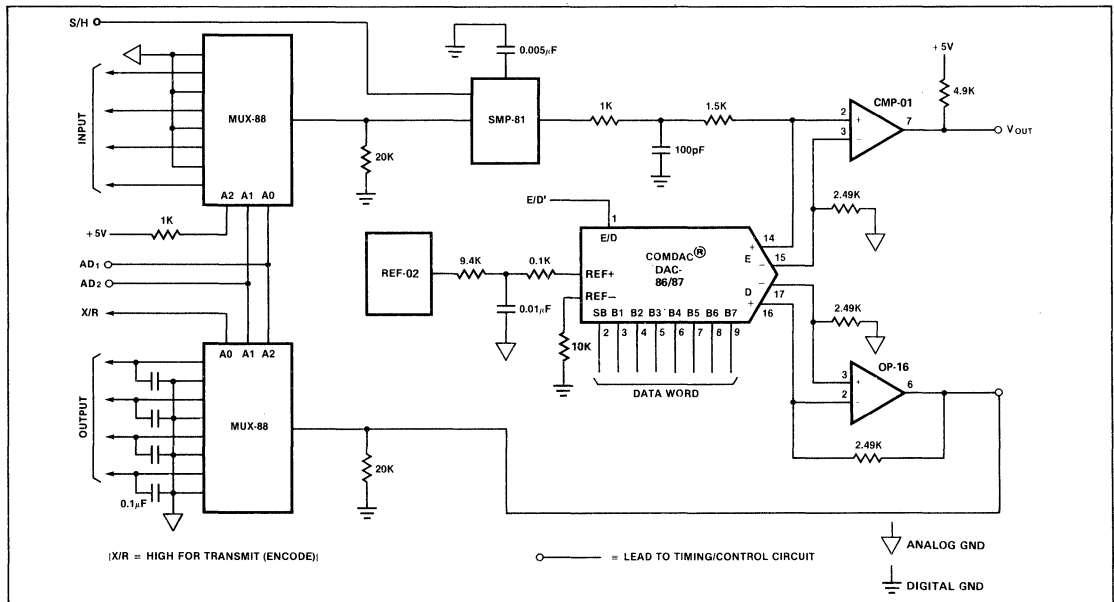 S/H
0.005µF
+5V
4.9K
CMP-01
2
+
7
VOUT
3
−
INPUT
MUX-88
SMP-81
1K
1.5K
20K
100pF
2.49K
A2 A1 A0
1K
+5V
E/D'
1
E/D
COMDAC®
DAC-
86/87
14
+
E
15
−
−
D
17
+
16
AD1
AD2
REF-02
9.4K
0.1K
REF+
REF−
2.49K
X/R
0.01µF
SB B1 B2 B3 B4 B5 B6 B7
2 3 4 5 6 7 8 9
10K
A0 A1 A2
DATA WORD
OP-16
3
+
6
2
−
OUTPUT
MUX-88
20K
2.49K
0.1µF
|X/R = HIGH FOR TRANSMIT (ENCODE)|
= LEAD TO TIMING/CONTROL CIRCUIT
ANALOG GND
DIGITAL GND